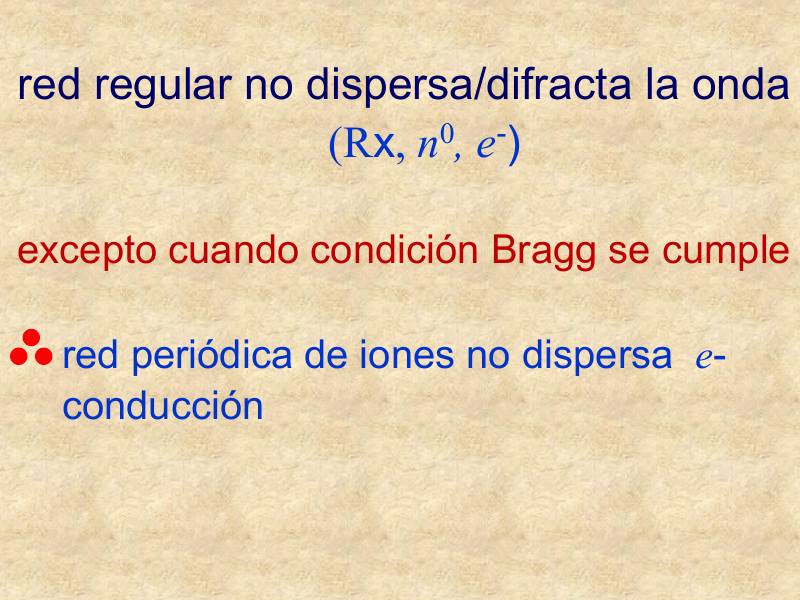 red regular no dispersa/difracta la onda
(Rx, n⁰, e⁻)
excepto cuando condición Bragg se cumple
∴ red periódica de iones no dispersa e-
conducción